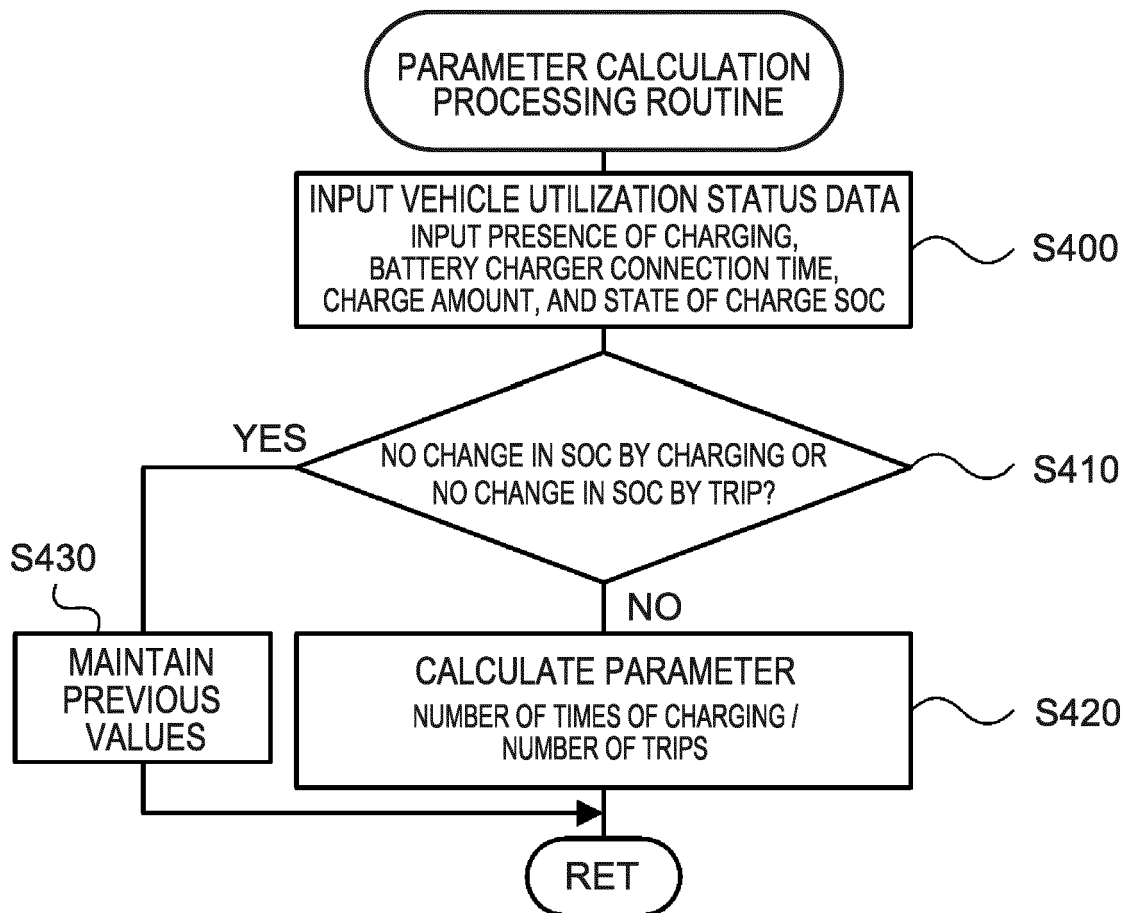 PARAMETER CALCULATION
PROCESSING ROUTINE
INPUT VEHICLE UTILIZATION STATUS DATA
INPUT PRESENCE OF CHARGING,
BATTERY CHARGER CONNECTION TIME,
CHARGE AMOUNT, AND STATE OF CHARGE SOC
S400
YES
NO CHANGE IN SOC BY CHARGING OR
NO CHANGE IN SOC BY TRIP?
S410
S430
NO
MAINTAIN
PREVIOUS
VALUES
CALCULATE PARAMETER
NUMBER OF TIMES OF CHARGING /
NUMBER OF TRIPS
S420
RET